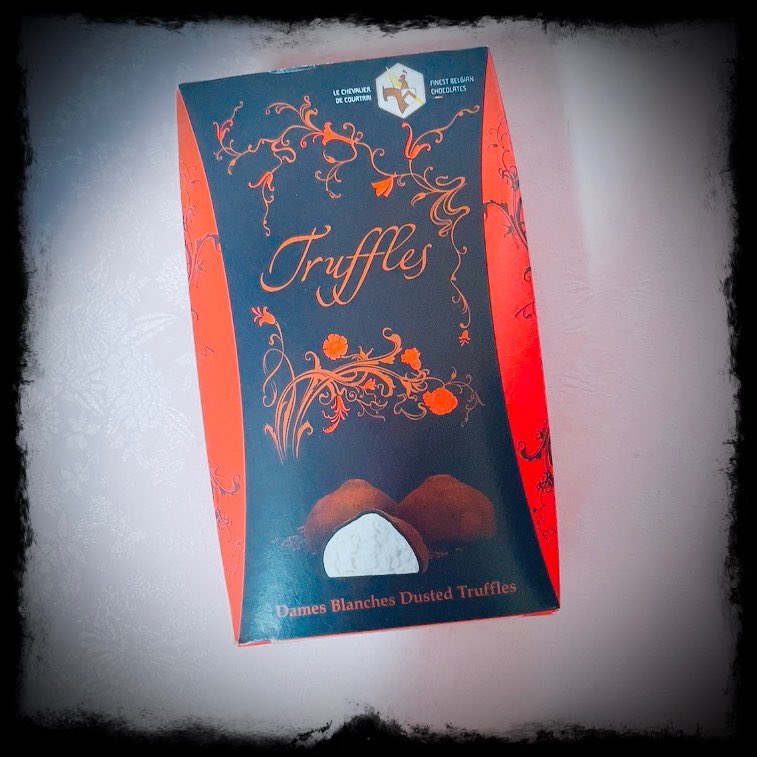 LE CHEVALIER
DE COURTRAI
FINEST BELGIAN
CHOCOLATES
Truffles
Dames Blanches Dusted Truffles